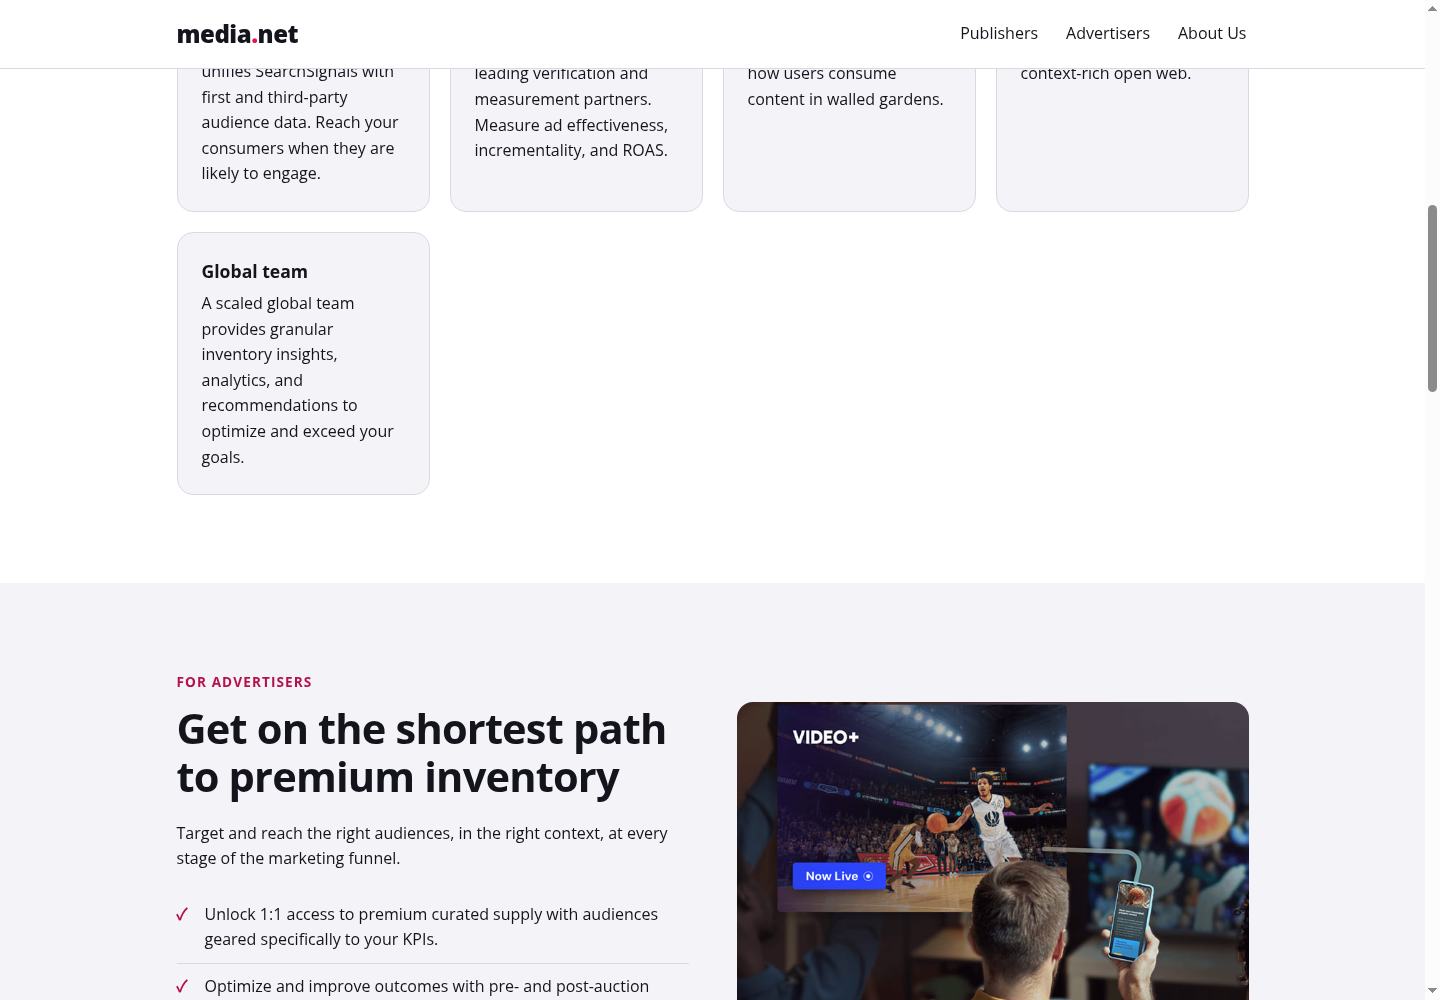 media.net
Publishers
Advertisers
About Us
unifies SearchSignals with
first and third-party
audience data. Reach your
consumers when they are
likely to engage.
leading verification and
measurement partners.
Measure ad effectiveness,
incrementality, and ROAS.
how users consume
content in walled gardens.
context-rich open web.
Global team
A scaled global team
provides granular
inventory insights,
analytics, and
recommendations to
optimize and exceed your
goals.
FOR ADVERTISERS
Get on the shortest path
to premium inventory
Target and reach the right audiences, in the right context, at every
stage of the marketing funnel.
✓ Unlock 1:1 access to premium curated supply with audiences
geared specifically to your KPIs.
✓ Optimize and improve outcomes with pre- and post-auction
VIDEO+
Now Live